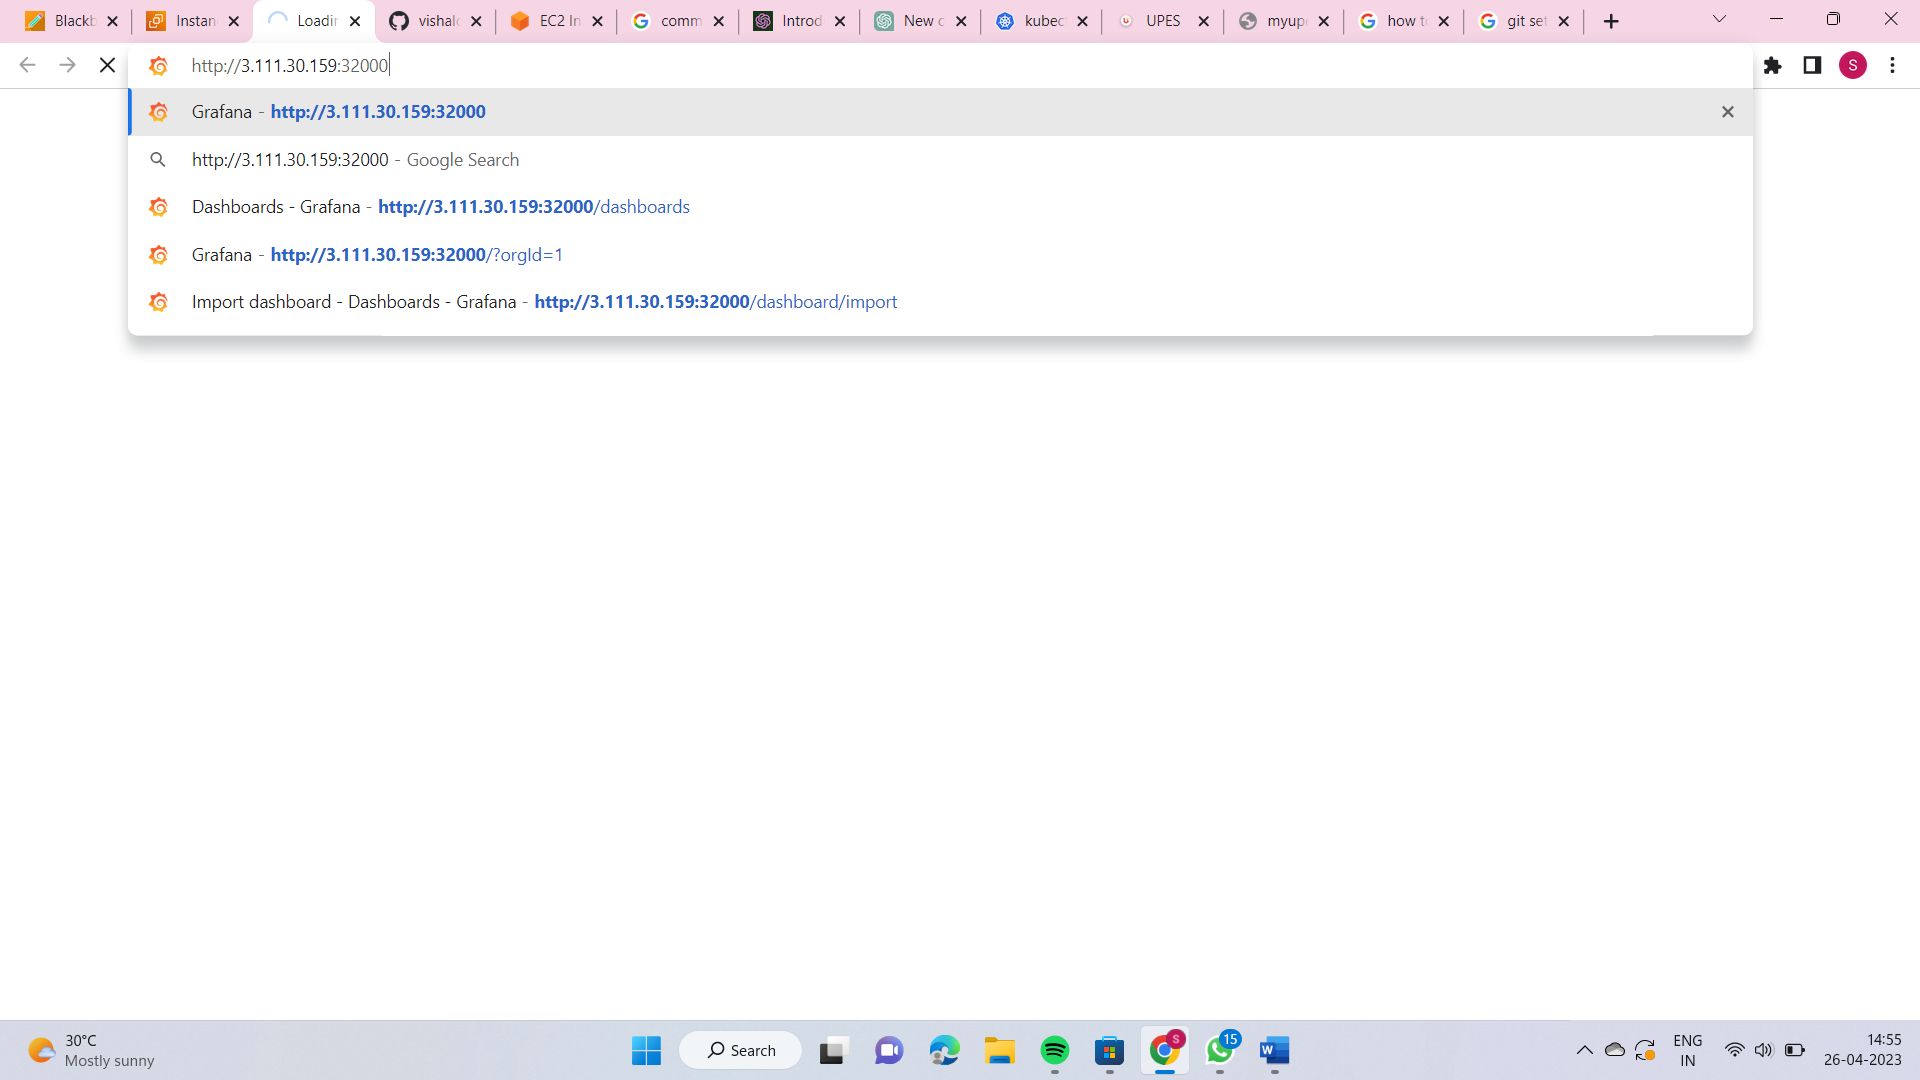 Blackb
Instan
Loadin
vishal
EC2 In
comm
Introd
New c
kubec
UPES
myup
how t
git set
http://3.111.30.159:32000
S
Grafana - http://3.111.30.159:32000
http://3.111.30.159:32000 - Google Search
Dashboards - Grafana - http://3.111.30.159:32000/dashboards
Grafana - http://3.111.30.159:32000/?orgId=1
Import dashboard - Dashboards - Grafana - http://3.111.30.159:32000/dashboard/import
30°C
Mostly sunny
Search
S
15
W
ENG
IN
14:55
26-04-2023